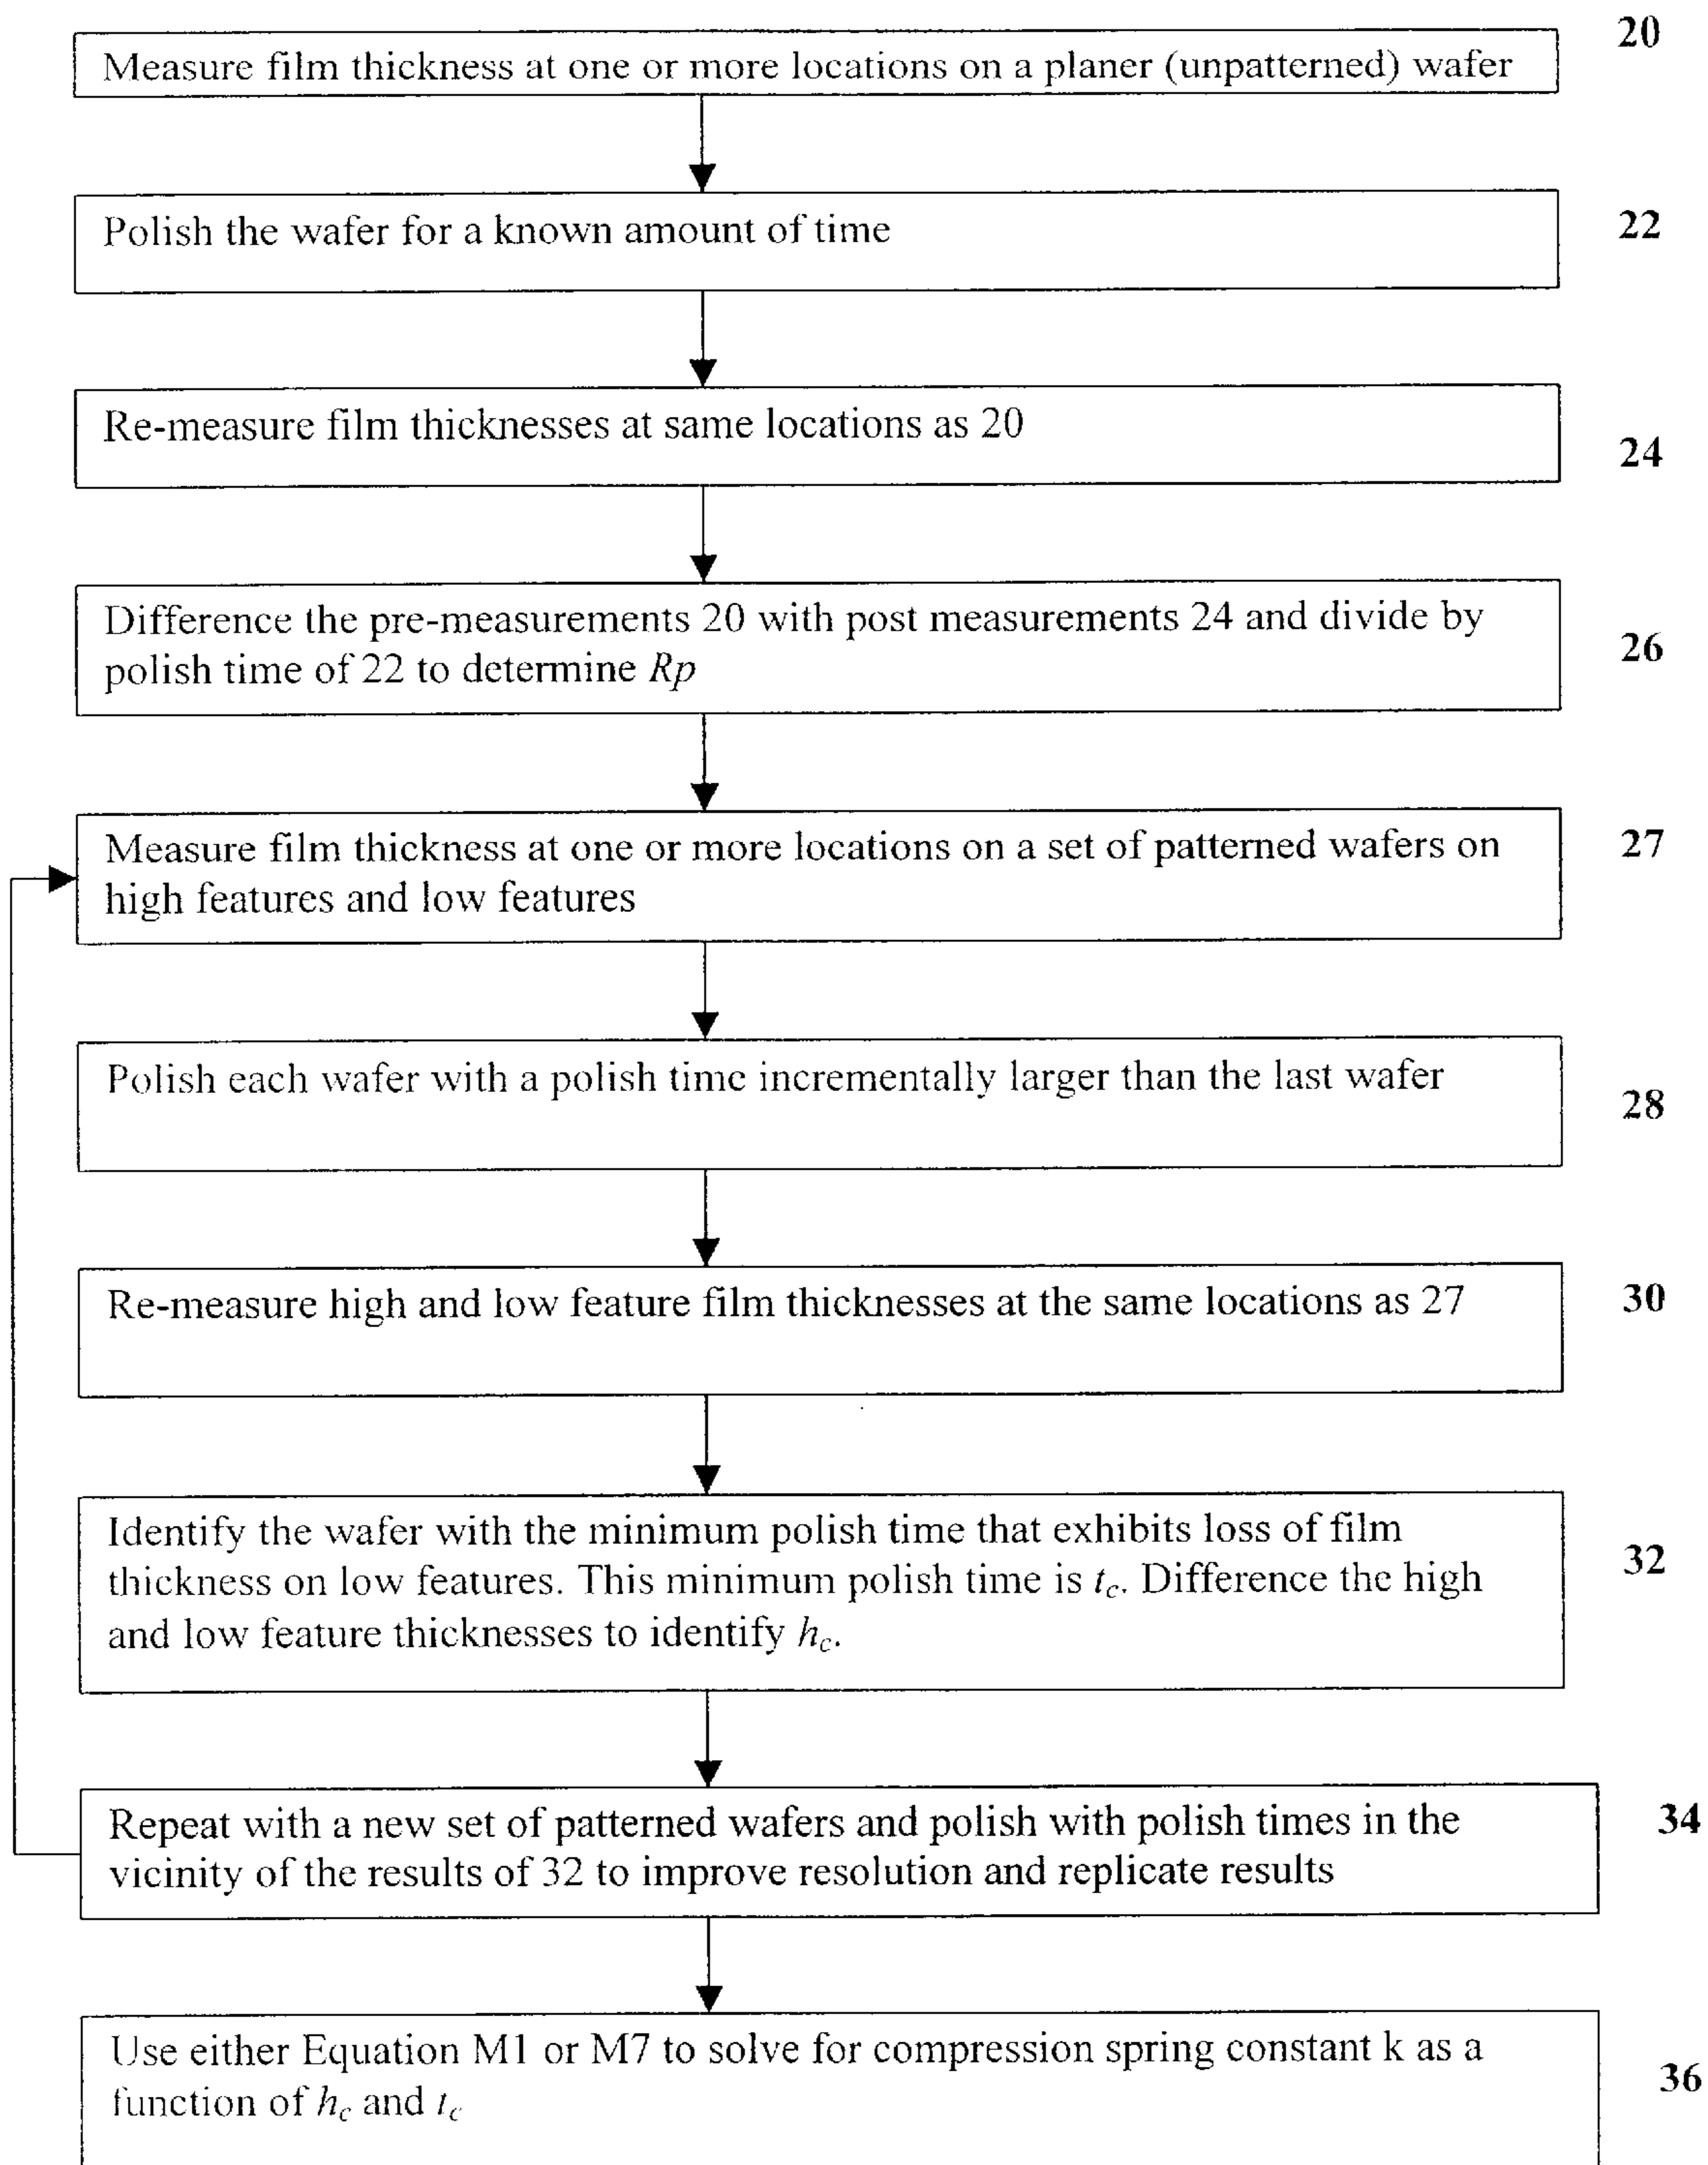 20
Measure film thickness at one or more locations on a planer (unpatterned) wafer
Polish the wafer for a known amount of time
22
Re-measure film thicknesses at same locations as 20
24
Difference the pre-measurements 20 with post measurements 24 and divide by
polish time of 22 to determine Rp
26
Measure film thickness at one or more locations on a set of patterned wafers on
high features and low features
27
Polish each wafer with a polish time incrementally larger than the last wafer
28
Re-measure high and low feature film thicknesses at the same locations as 27
30
Identify the wafer with the minimum polish time that exhibits loss of film
thickness on low features. This minimum polish time is tc. Difference the high
and low feature thicknesses to identify hc.
32
Repeat with a new set of patterned wafers and polish with polish times in the
vicinity of the results of 32 to improve resolution and replicate results
34
Use either Equation M1 or M7 to solve for compression spring constant k as a
function of hc and tc
36